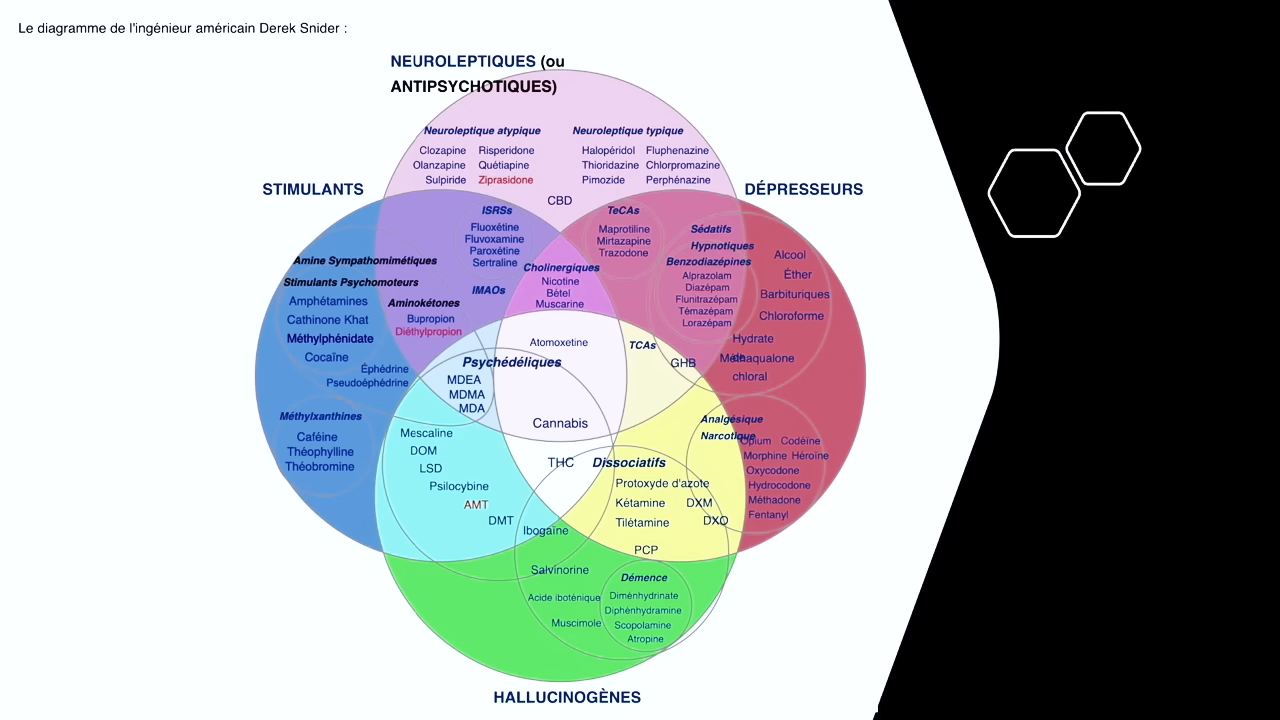 Le diagramme de l'ingénieur américain Derek Snider :
NEUROLEPTIQUES (ou
ANTIPSYCHOTIQUES)
Neuroleptique atypique
Neuroleptique typique
Clozapine Risperidone
Olanzapine Quétiapine
Sulpiride Ziprasidone
Halopéridol Fluphenazine
Thioridazine Chlorpromazine
Pimozide Perphénazine
CBD
STIMULANTS
DÉPRESSEURS
ISRSs
Fluoxétine
Fluvoxamine
Paroxétine
Sertraline
IMAOs
TeCAs
Maprotiline
Mirtazapine
Trazodone
Sédatifs
Hypnotiques
Benzodiazépines
Alprazolam
Diazépam
Flunitrazépam
Témazépam
Lorazépam
Alcool
Éther
Barbituriques
Chloroforme
Hydrate
de
Méthaqualone
chloral
Cholinergiques
Nicotine
Bétel
Muscarine
Amine Sympathomimétiques
Stimulants Psychomoteurs
Amphétamines
Cathinone Khat
Méthylphénidate
Cocaïne
Éphédrine
Pseudoéphédrine
Aminokétones
Bupropion
Diéthylpropion
Méthylxanthines
Caféine
Théophylline
Théobromine
Atomoxetine
TCAs
GHB
Psychédéliques
MDEA
MDMA
MDA
Cannabis
Mescaline
DOM
LSD
Psilocybine
AMT
DMT
THC
Dissociatifs
Protoxyde d'azote
Kétamine DXM
Tilétamine DXO
PCP
Analgésique
Narcotique
Opium Codéine
Morphine Héroïne
Oxycodone
Hydrocodone
Méthadone
Fentanyl
Ibogaïne
Salvinorine
Acide iboténique
Muscimole
Démence
Diménhydrinate
Diphénhydramine
Scopolamine
Atropine
HALLUCINOGÈNES